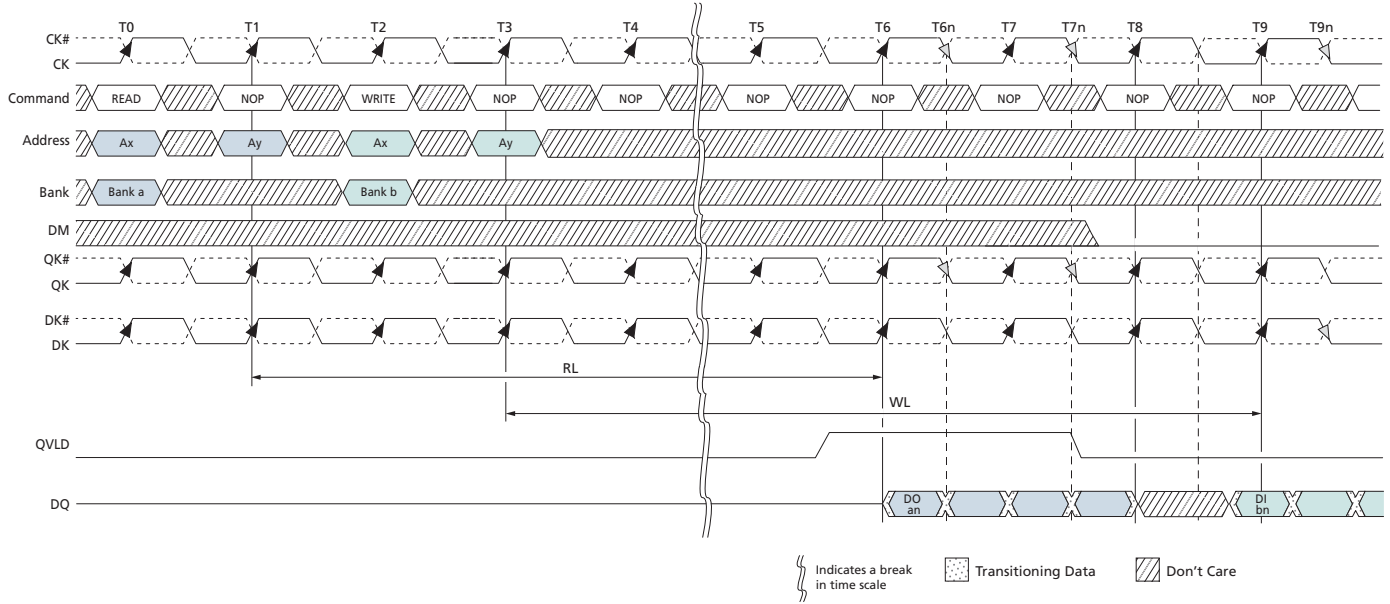 T0 T1 T2 T3 T4 T5 T6 T6n T7 T7n T8 T9 T9n
CK#
CK
Command READ NOP WRITE NOP NOP NOP NOP NOP NOP NOP
Address Ax Ay Ax Ay
Bank Bank a Bank b
DM
QK#
QK
DK#
DK
RL
WL
QVLD
DQ DO an DI bn
Indicates a break
in time scale
Transitioning Data
Don't Care